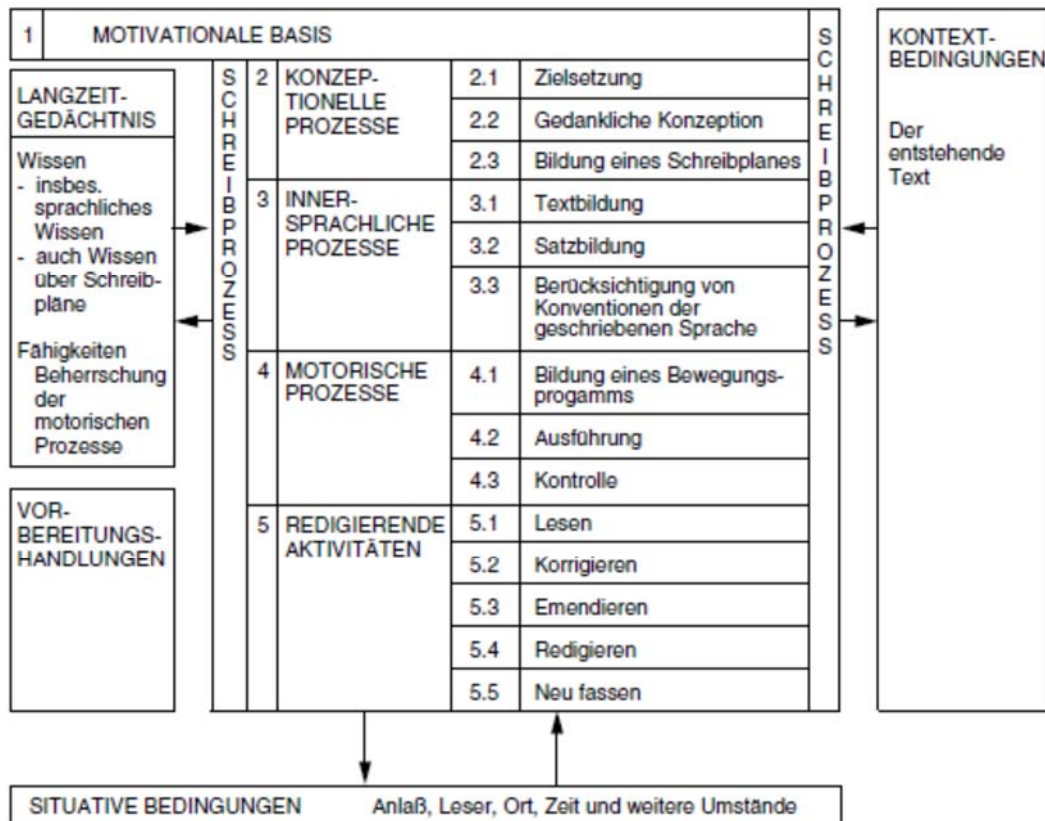 1 MOTIVATIONALE BASIS
LANGZEIT-
GEDÄCHTNIS
Wissen
- insbes.
sprachliches
Wissen
- auch Wissen
über Schreib-
pläne
Fähigkeiten
Beherrschung
der
motorischen
Prozesse
VOR-
BEREITUNGS-
HANDLUNGEN
SCHREIBPROZESS
2 KONZEP-
TIONELLE
PROZESSE
2.1 Zielsetzung
2.2 Gedankliche Konzeption
2.3 Bildung eines Schreibplanes
3 INNER-
SPRACHLICHE
PROZESSE
3.1 Textbildung
3.2 Satzbildung
3.3 Berücksichtigung von
Konventionen der
geschriebenen Sprache
4 MOTORISCHE
PROZESSE
4.1 Bildung eines Bewegungs-
progamms
4.2 Ausführung
4.3 Kontrolle
5 REDIGIERENDE
AKTIVITÄTEN
5.1 Lesen
5.2 Korrigieren
5.3 Emendieren
5.4 Redigieren
5.5 Neu fassen
SCHREIBPROZESS
KONTEXT-
BEDINGUNGEN
Der
entstehende
Text
SITUATIVE BEDINGUNGEN Anlaß, Leser, Ort, Zeit und weitere Umstände